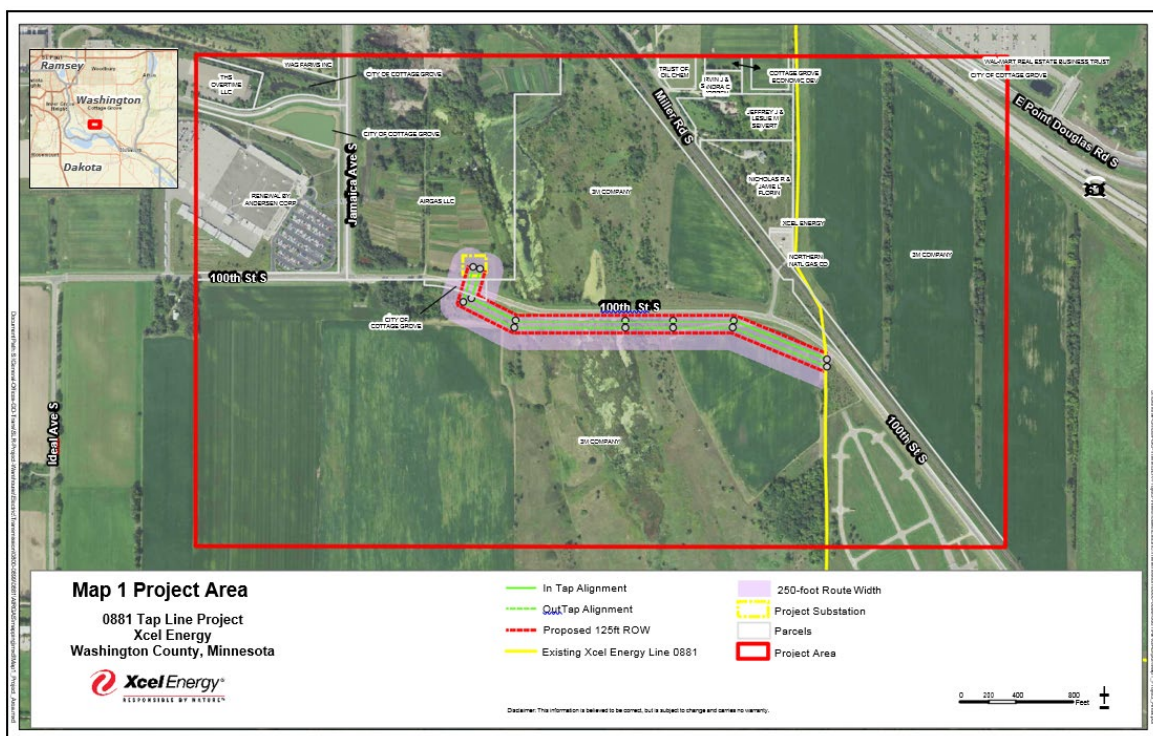 Ramsey
Washington
Cottage Grove
Dakota
THS
OVERTIME
LLC
WAG FARMS INC
CITY OF COTTAGE GROVE
CITY OF COTTAGE GROVE
TRUST OF
OIL CHEM
COTTAGE GROVE
ECONOMIC DE
WAL-MART REAL ESTATE BUSINESS TRUST
CITY OF COTTAGE GROVE
E Point Douglas Rd S
Miller Rd S
JEFFREY J &
LESLIE M
SEIVERT
NICHOLAS R &
JAMIE L
FLORIN
Jamaica Ave S
RENEWAL BY
ANDERSEN CORP
AIRGAS LLC
3M COMPANY
XCEL ENERGY
NORTHERN
NATL GAS CO
3M COMPANY
100th St S
100th St S
CITY OF
COTTAGE GROVE
Ideal Ave S
3M COMPANY
100th St S
Map 1 Project Area
0881 Tap Line Project
Xcel Energy
Washington County, Minnesota
Xcel Energy
RESPONSIBLE BY NATURE
In Tap Alignment
OutTap Alignment
Proposed 125ft ROW
Existing Xcel Energy Line 0881
250-foot Route Width
Project Substation
Parcels
Project Area
0 200 400 800
Feet
Disclaimer: This information is believed to be correct, but is subject to change and carries no warranty.